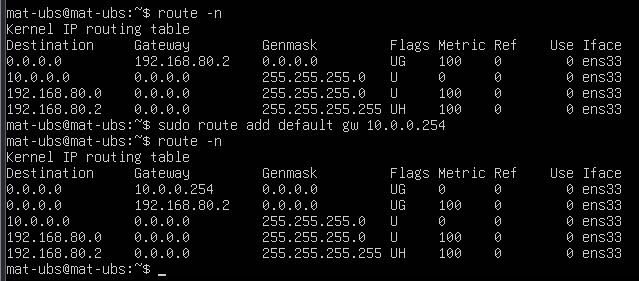 mat-ubs@mat-ubs:~$ route -n
Kernel IP routing table
Destination     Gateway         Genmask         Flags Metric Ref    Use Iface
0.0.0.0         192.168.80.2    0.0.0.0         UG    100    0        0 ens33
10.0.0.0        0.0.0.0         255.255.255.0   U     0      0        0 ens33
192.168.80.0    0.0.0.0         255.255.255.0   U     100    0        0 ens33
192.168.80.2    0.0.0.0         255.255.255.255 UH    100    0        0 ens33
mat-ubs@mat-ubs:~$ sudo route add default gw 10.0.0.254
mat-ubs@mat-ubs:~$ route -n
Kernel IP routing table
Destination     Gateway         Genmask         Flags Metric Ref    Use Iface
0.0.0.0         10.0.0.254      0.0.0.0         UG    0      0        0 ens33
0.0.0.0         192.168.80.2    0.0.0.0         UG    100    0        0 ens33
10.0.0.0        0.0.0.0         255.255.255.0   U     0      0        0 ens33
192.168.80.0    0.0.0.0         255.255.255.0   U     100    0        0 ens33
192.168.80.2    0.0.0.0         255.255.255.255 UH    100    0        0 ens33
mat-ubs@mat-ubs:~$ _